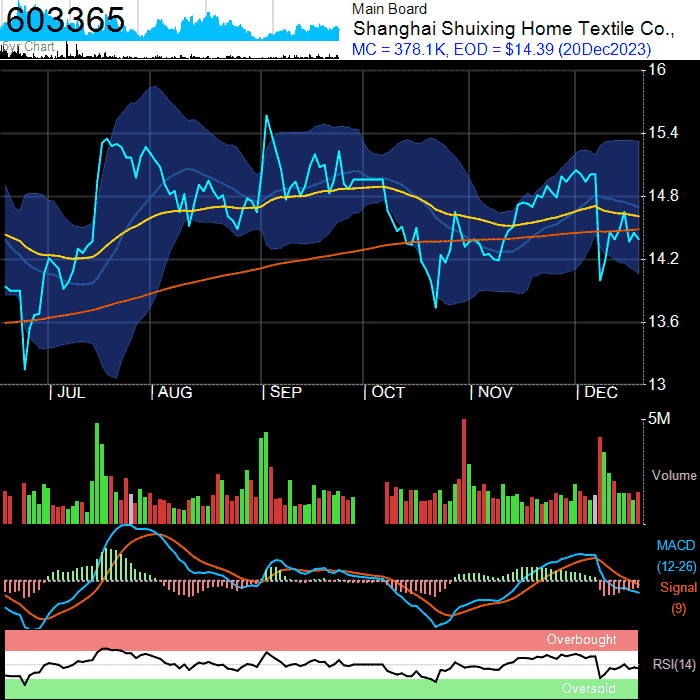 603365
Main Board
Shanghai Shuixing Home Textile Co.,
MC = 378.1K, EOD = $14.39 (20Dec2023)
5yr Chart
16
15.4
14.8
14.2
13.6
13
| JUL
| AUG
| SEP
| OCT
| NOV
| DEC
5M
Volume
MACD
(12-26)
Signal
(9)
Overbought
RSI(14)
Oversold